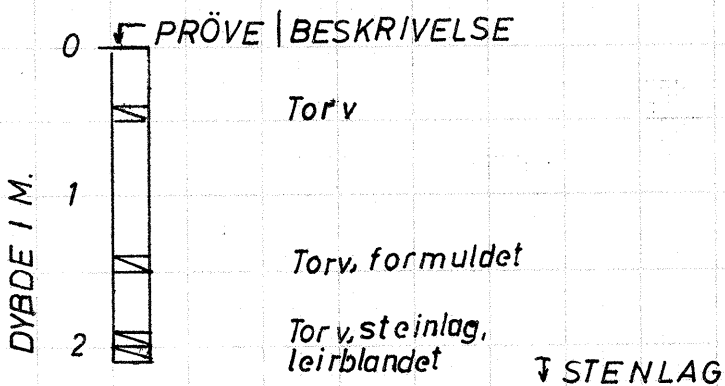 PRÖVE | BESKRIVELSE
0
Torv
DYBDE I M.
1
Torv, formuldet
2
Torv, steinlag,
leirblandet
STENLAG